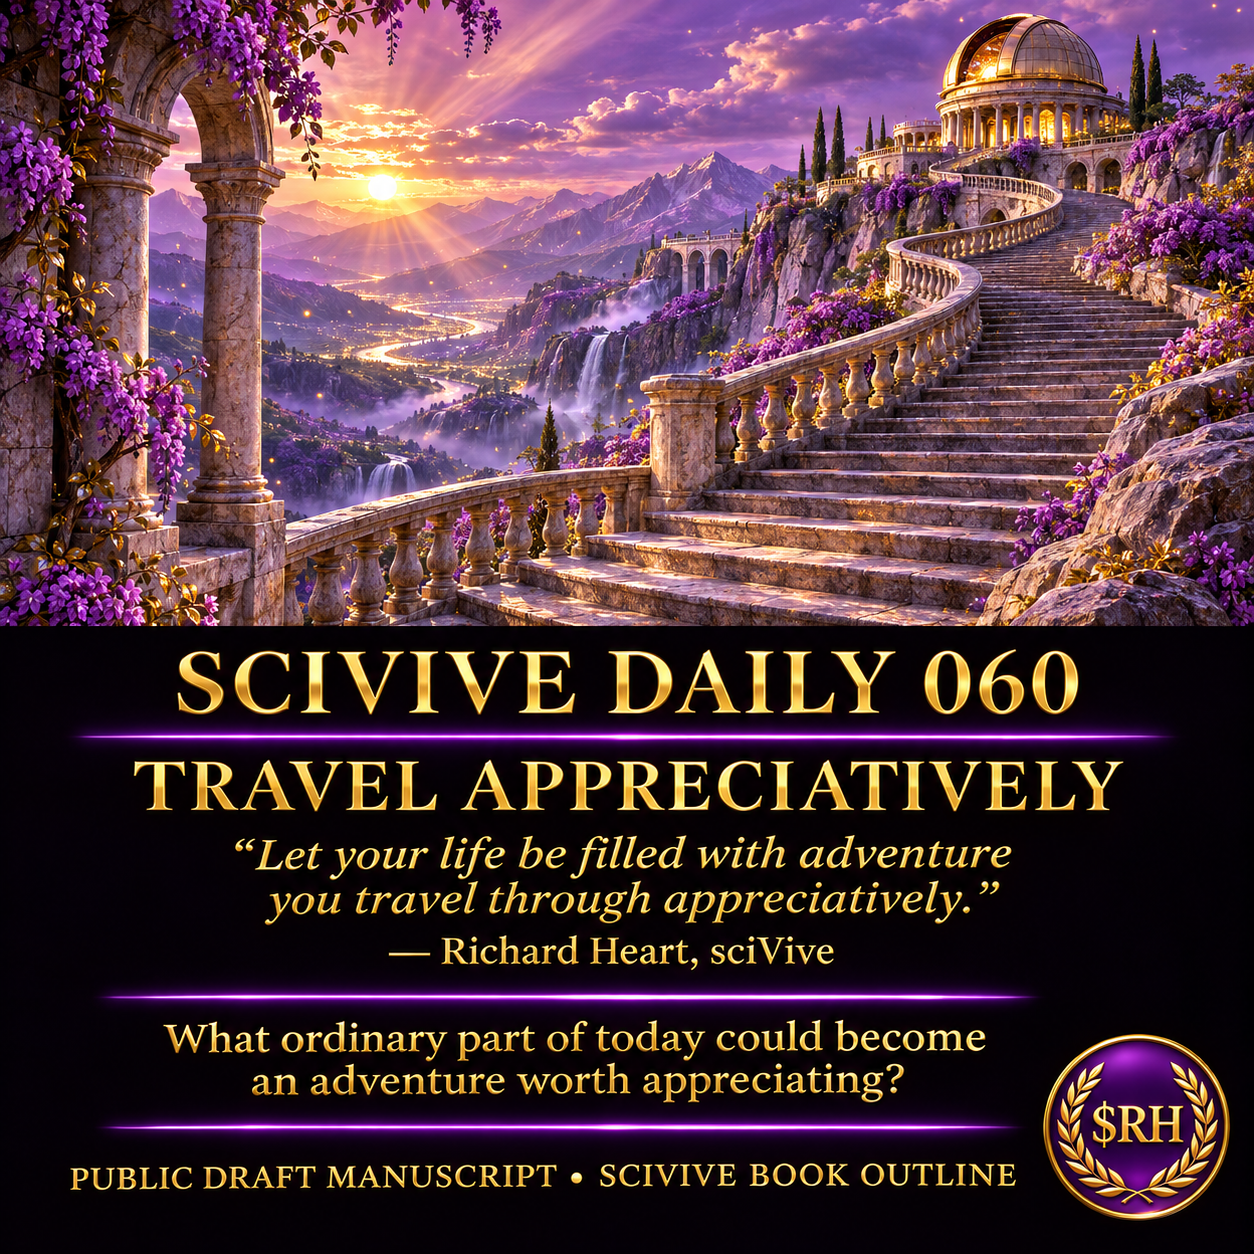 SCIVIVE DAILY 060
TRAVEL APPRECIATIVELY
“Let your life be filled with adventure
you travel through appreciatively.”
— Richard Heart, sciVive
What ordinary part of today could become
an adventure worth appreciating?
PUBLIC DRAFT MANUSCRIPT • SCIVIVE BOOK OUTLINE
$RH